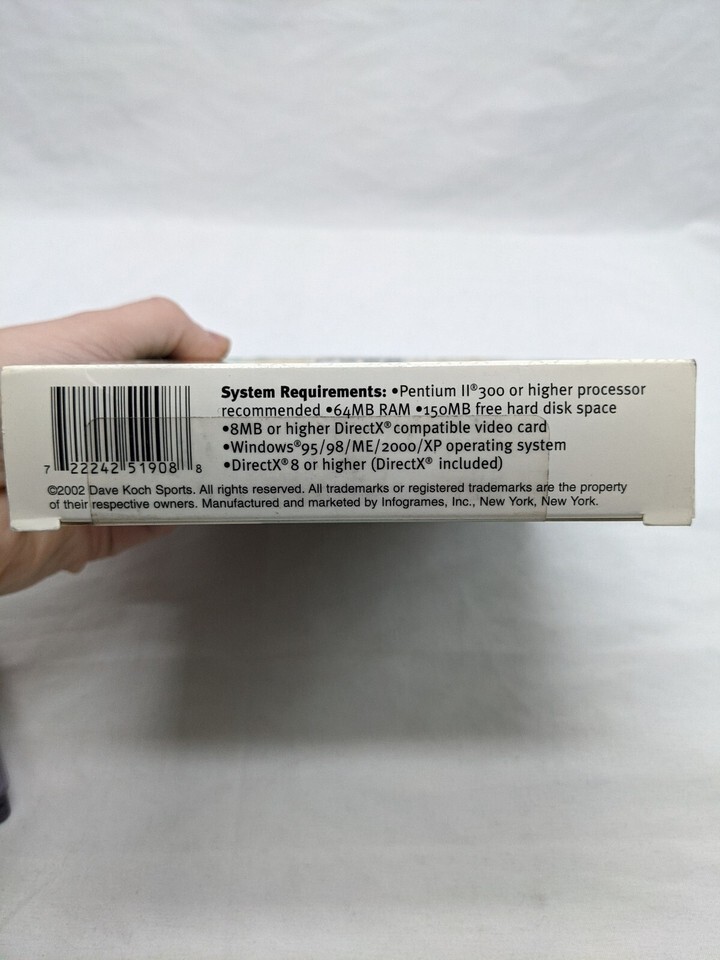 System Requirements: •Pentium II®300 or higher processor
recommended •64MB RAM •150MB free hard disk space
•8MB or higher DirectX® compatible video card
•Windows®95/98/ME/2000/XP operating system
•DirectX® 8 or higher (DirectX® included)
7 22242 51908 8
©2002 Dave Koch Sports. All rights reserved. All trademarks or registered trademarks are the property
of their respective owners. Manufactured and marketed by Infogrames, Inc., New York, New York.